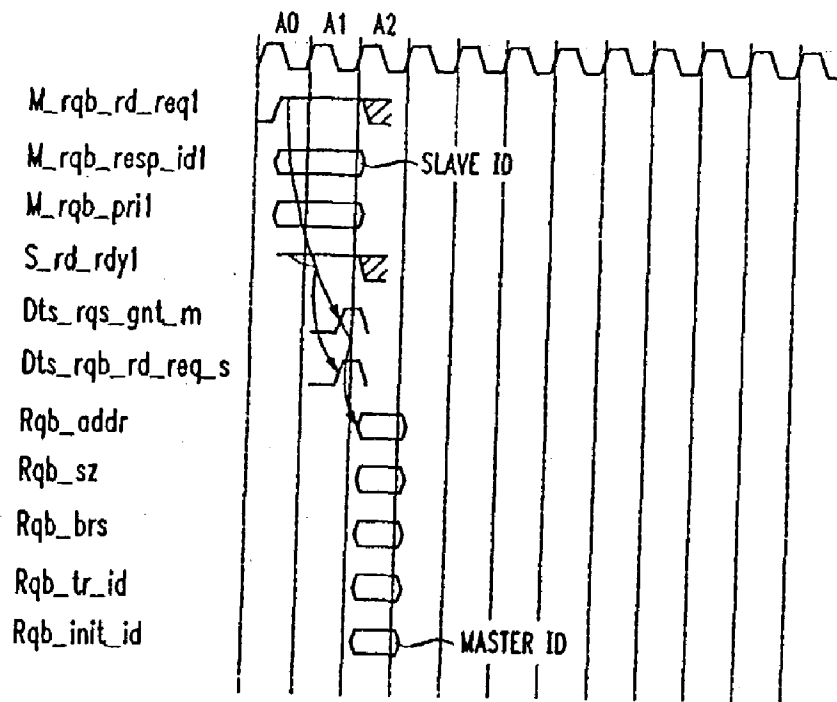 A0 A1 A2
M_rqb_rd_req1
M_rqb_resp_id1
SLAVE ID
M_rqb_pri1
S_rd_rdy1
Dts_rqs_gnt_m
Dts_rqb_rd_req_s
Rqb_addr
Rqb_sz
Rqb_brs
Rqb_tr_id
Rqb_init_id
MASTER ID